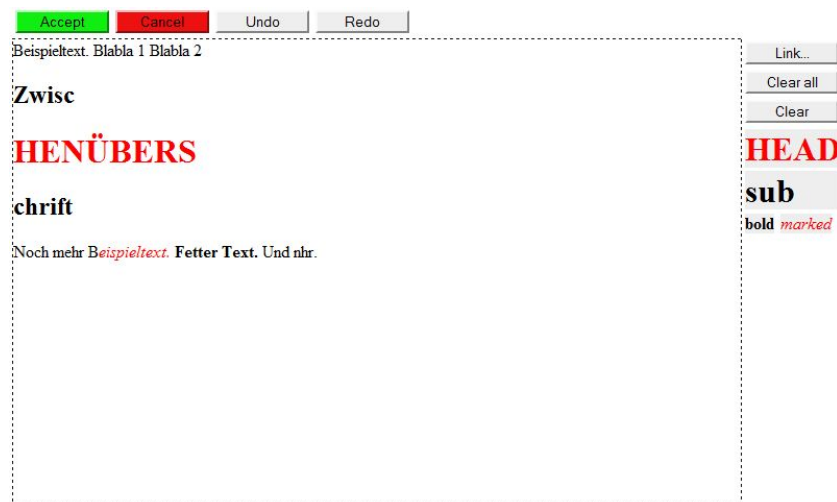 Accept Cancel Undo Redo
Beispieltext. Blabla 1 Blabla 2
Zwisc
HENÜBERS
chrift
Noch mehr Beispieltext. Fetter Text. Und nhr.
Link...
Clear all
Clear
HEAD
sub
bold marked